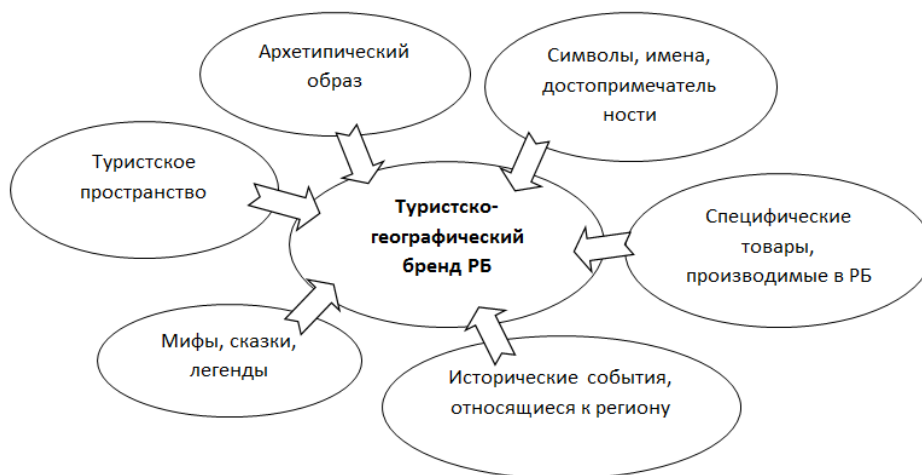 Архетипический
образ
Символы, имена,
достопримечатель
ности
Туристское
пространство
Туристско-
географический
бренд РБ
Специфические
товары,
производимые в РБ
Мифы, сказки,
легенды
Исторические события,
относящиеся к региону